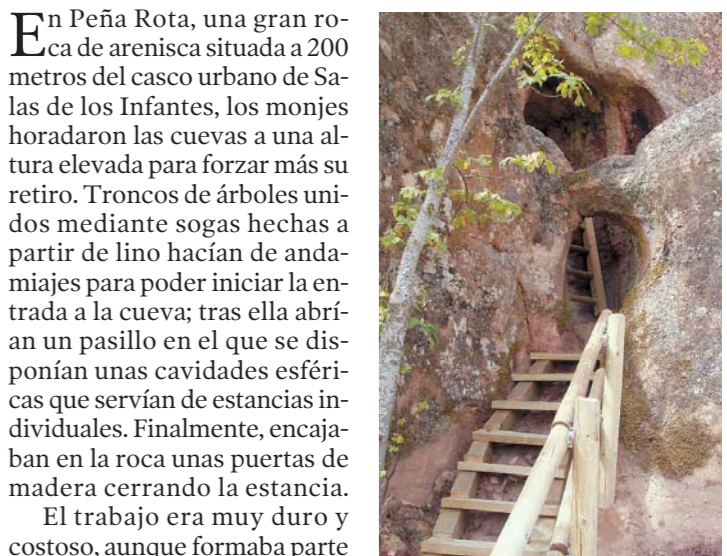 En Peña Rota, una gran ro-
ca de arenisca situada a 200
metros del casco urbano de Sa-
las de los Infantes, los monjes
horadaron las cuevas a una al-
tura elevada para forzar más su
retiro. Troncos de árboles uni-
dos mediante sogas hechas a
partir de lino hacían de anda-
miajes para poder iniciar la en-
trada a la cueva; tras ella abrí-
an un pasillo en el que se dis-
ponían unas cavidades esféri-
cas que servían de estancias in-
dividuales. Finalmente, encaja-
ban en la roca unas puertas de
madera cerrando la estancia.
El trabajo era muy duro y
costoso, aunque formaba parte